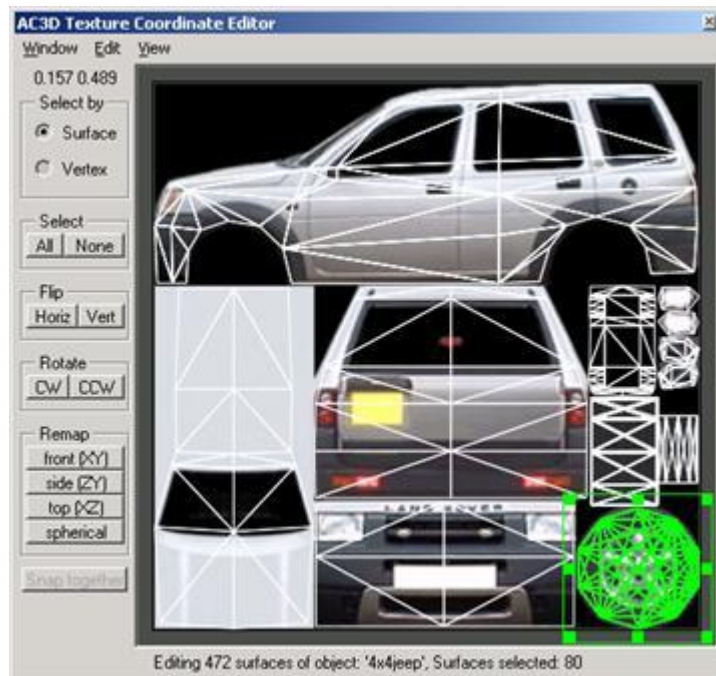 AC3D Texture Coordinate Editor
Window Edit View
0.157 0.489
Select by
Surface
Vertex
Select
All None
Flip
Horiz Vert
Rotate
CW CCW
Remap
front (XY)
side (ZY)
top (XZ)
spherical
Snap together
LAND ROVER
Editing 472 surfaces of object: '4x4jeep', Surfaces selected: 80